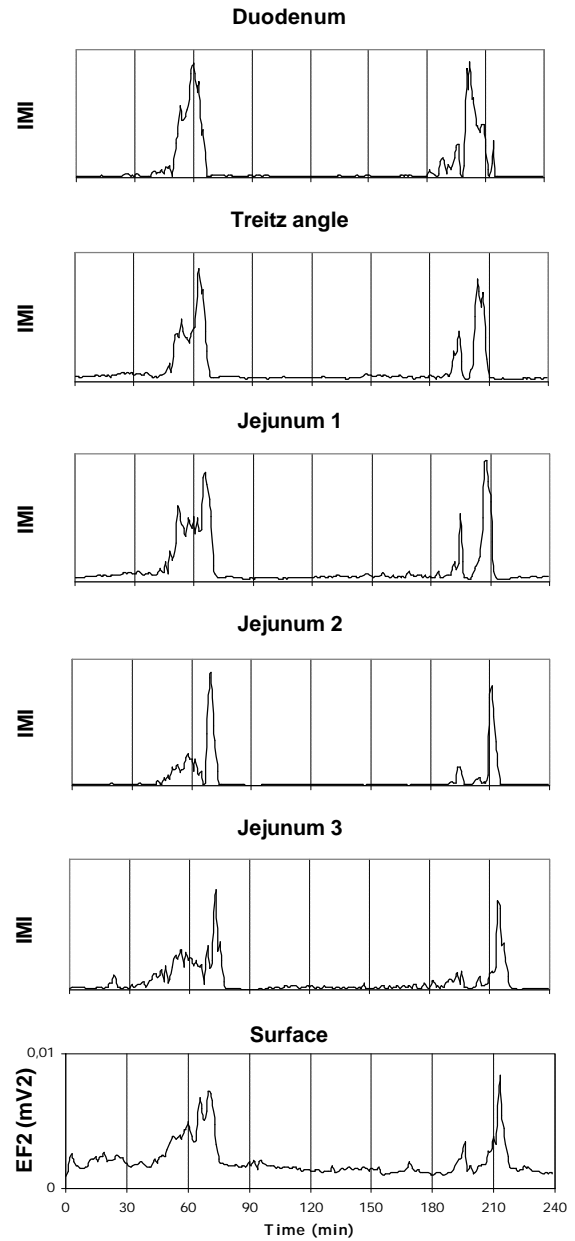 Duodenum
IMI
Treitz angle
IMI
Jejunum 1
IMI
Jejunum 2
IMI
Jejunum 3
IMI
Surface
0,01
EF2 (mV2)
0
0 30 60 90 120 150 180 210 240
Time (min)